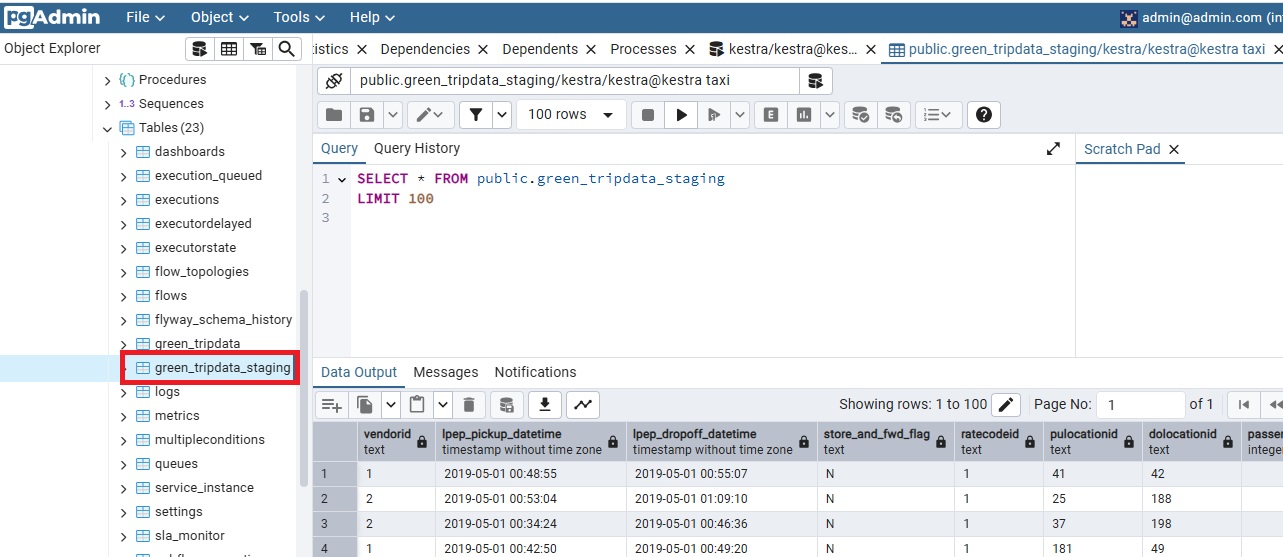 pgAdmin File Object Tools Help admin@admin.com (in
Object Explorer
tistics Dependencies Dependents Processes kestra/kestra@kes... public.green_tripdata_staging/kestra/kestra@kestra taxi
public.green_tripdata_staging/kestra/kestra@kestra taxi
100 rows
E
Query Query History
Scratch Pad
1 SELECT * FROM public.green_tripdata_staging
2 LIMIT 100
3
Procedures
1..3 Sequences
Tables (23)
dashboards
execution_queued
executions
executordelayed
executorstate
flow_topologies
flows
flyway_schema_history
green_tripdata
green_tripdata_staging
logs
metrics
multipleconditions
queues
service_instance
settings
sla_monitor
Data Output Messages Notifications
Showing rows: 1 to 100 Page No: 1 of 1
vendorid lpep_pickup_datetime lpep_dropoff_datetime store_and_fwd_flag ratecodeid pulocationid dolocationid passen
text timestamp without time zone timestamp without time zone text text text text intege
1 1 2019-05-01 00:48:55 2019-05-01 00:55:07 N 1 41 42
2 2 2019-05-01 00:53:04 2019-05-01 01:09:10 N 1 25 188
3 2 2019-05-01 00:34:24 2019-05-01 00:46:36 N 1 37 198
4 1 2019-05-01 00:42:50 2019-05-01 00:49:20 N 1 181 49